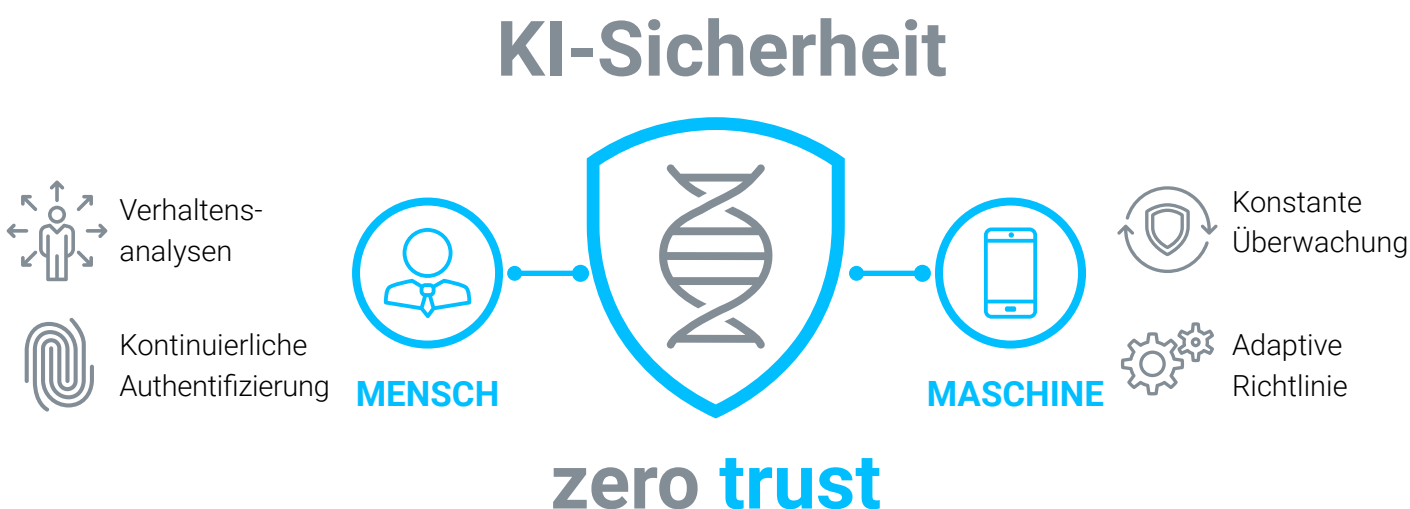 KI-Sicherheit
Verhaltens-
analysen
Kontinuierliche
Authentifizierung
MENSCH
MASCHINE
Konstante
Überwachung
Adaptive
Richtlinie
zero trust